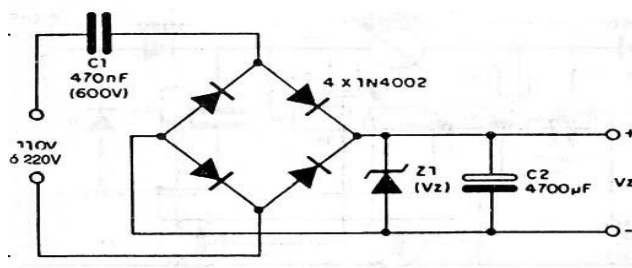 C1
470nF
(600V)
4 x 1N4002
110V
ó 220V
Z1
(Vz)
C2
4700µF
+
Vz
-